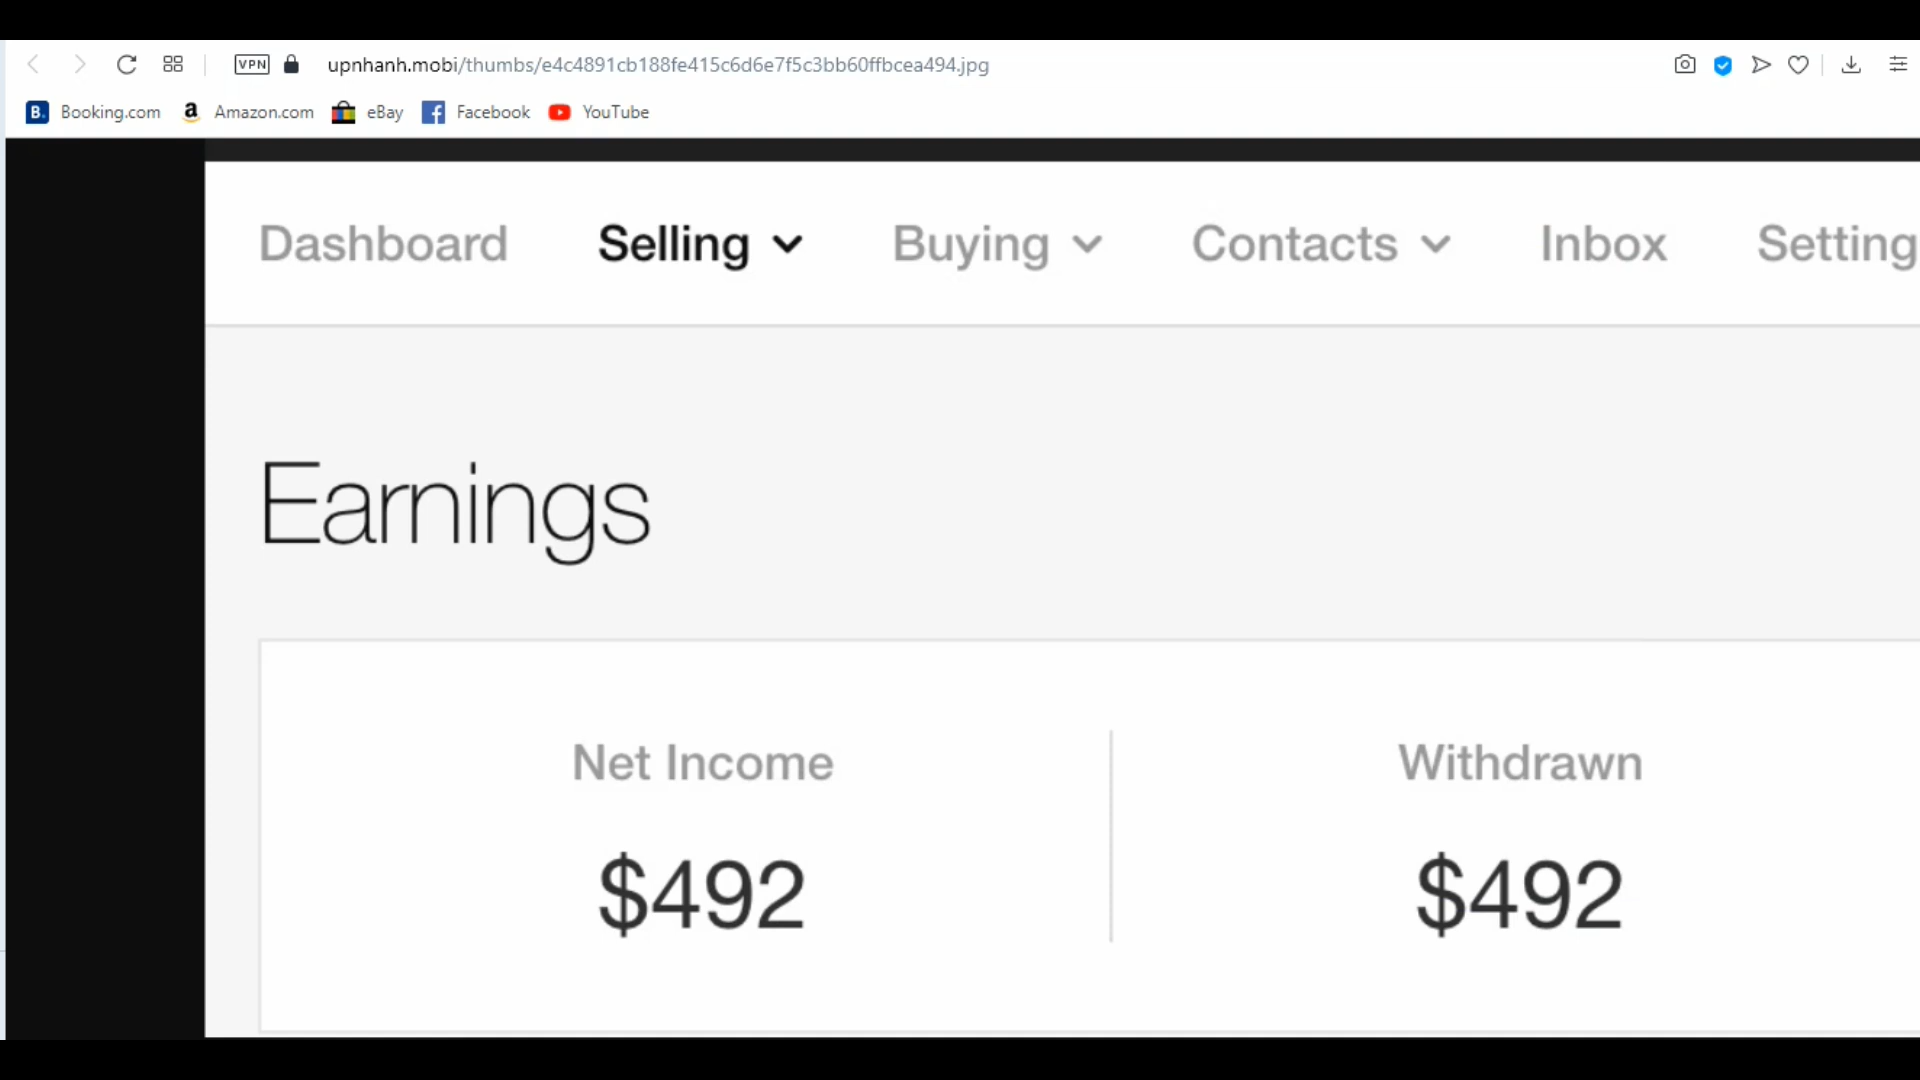 VPN upnhanh.mobi/thumbs/e4c4891cb188fe415c6d6e7f5c3bb60ffbcea494.jpg
B. Booking.com a Amazon.com eBay f Facebook YouTube
Dashboard Selling Buying Contacts Inbox Setting
Earnings
Net Income Withdrawn
$492 $492